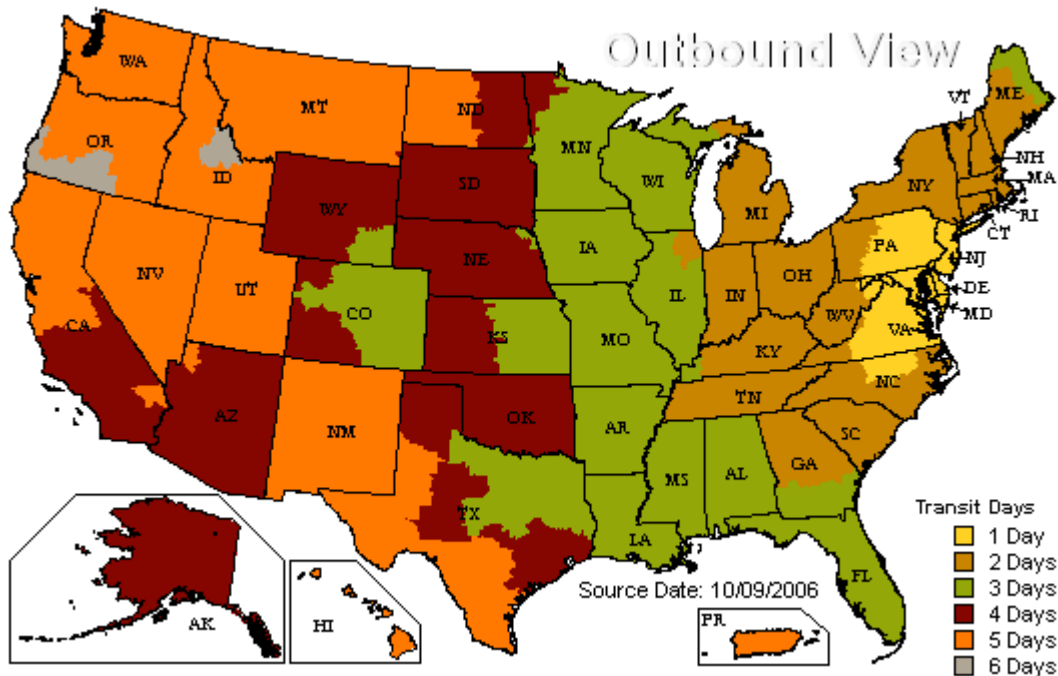 Outbound View
WA
MT
ND
MN
VT
ME
OR
ID
WY
SD
WI
MI
NY
NH
MA
RI
CT
NV
UT
CO
NE
IA
IL
IN
OH
PA
NJ
DE
MD
CA
KS
MO
KY
WV
VA
AZ
NM
OK
AR
TN
NC
SC
TX
LA
MS
AL
GA
FL
AK
HI
PR
Source Date: 10/09/2006
Transit Days
1 Day
2 Days
3 Days
4 Days
5 Days
6 Days